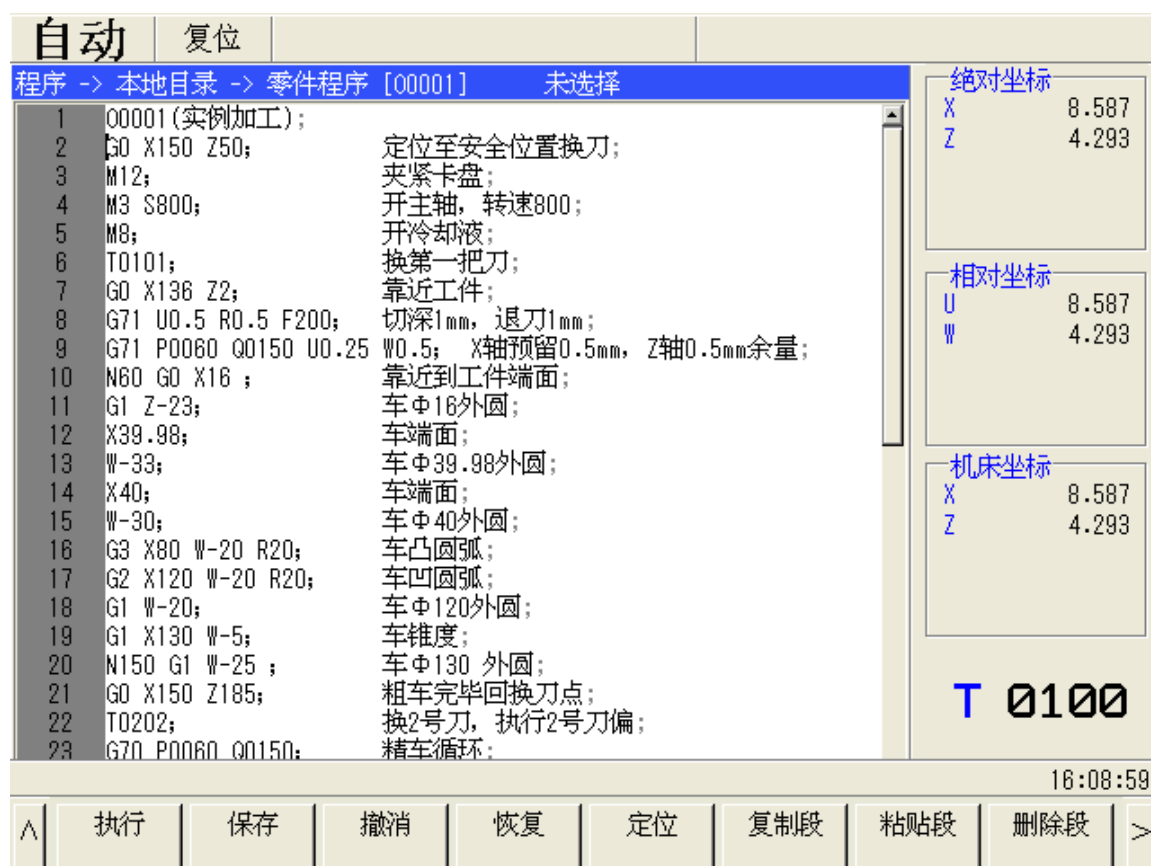 自动 复位
程序 -> 本地目录 -> 零件程序 [00001] 未选择
1 O0001(实例加工);
2 G0 X150 Z50; 定位至安全位置换刀;
3 M12; 夹紧卡盘;
4 M3 S800; 开主轴, 转速800;
5 M8; 开冷却液;
6 T0101; 换第一把刀;
7 G0 X136 Z2; 靠近工件;
8 G71 U0.5 R0.5 F200; 切深1mm, 退刀1mm;
9 G71 P0060 Q0150 U0.25 W0.5; X轴预留0.5mm, Z轴0.5mm余量;
10 N60 G0 X16 ; 靠近到工件端面;
11 G1 Z-23; 车Φ16外圆;
12 X39.98; 车端面;
13 W-33; 车Φ39.98外圆;
14 X40; 车端面;
15 W-30; 车Φ40外圆;
16 G3 X80 W-20 R20; 车凸圆弧;
17 G2 X120 W-20 R20; 车凹圆弧;
18 G1 W-20; 车Φ120外圆;
19 G1 X130 W-5; 车锥度;
20 N150 G1 W-25 ; 车Φ130 外圆;
21 G0 X150 Z185; 粗车完毕回换刀点;
22 T0202; 换2号刀, 执行2号刀偏;
23 G70 P0060 Q0150; 精车循环;
绝对坐标
X 8.587
Z 4.293
相对坐标
U 8.587
W 4.293
机床坐标
X 8.587
Z 4.293
T 0100
16:08:59
^ 执行 保存 撤消 恢复 定位 复制段 粘贴段 删除段 >